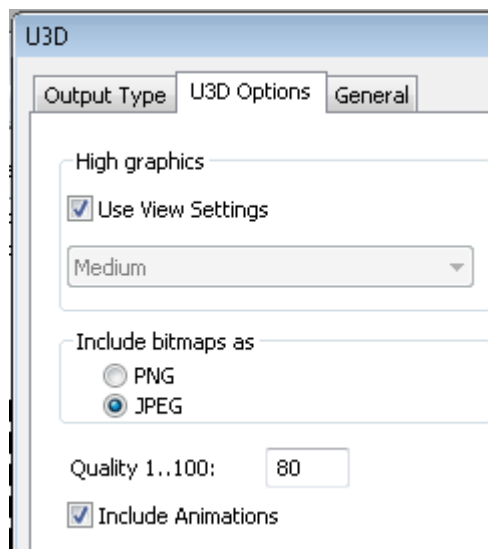 U3D
Output Type U3D Options General
High graphics
Use View Settings
Medium
Include bitmaps as
PNG
JPEG
Quality 1..100: 80
Include Animations